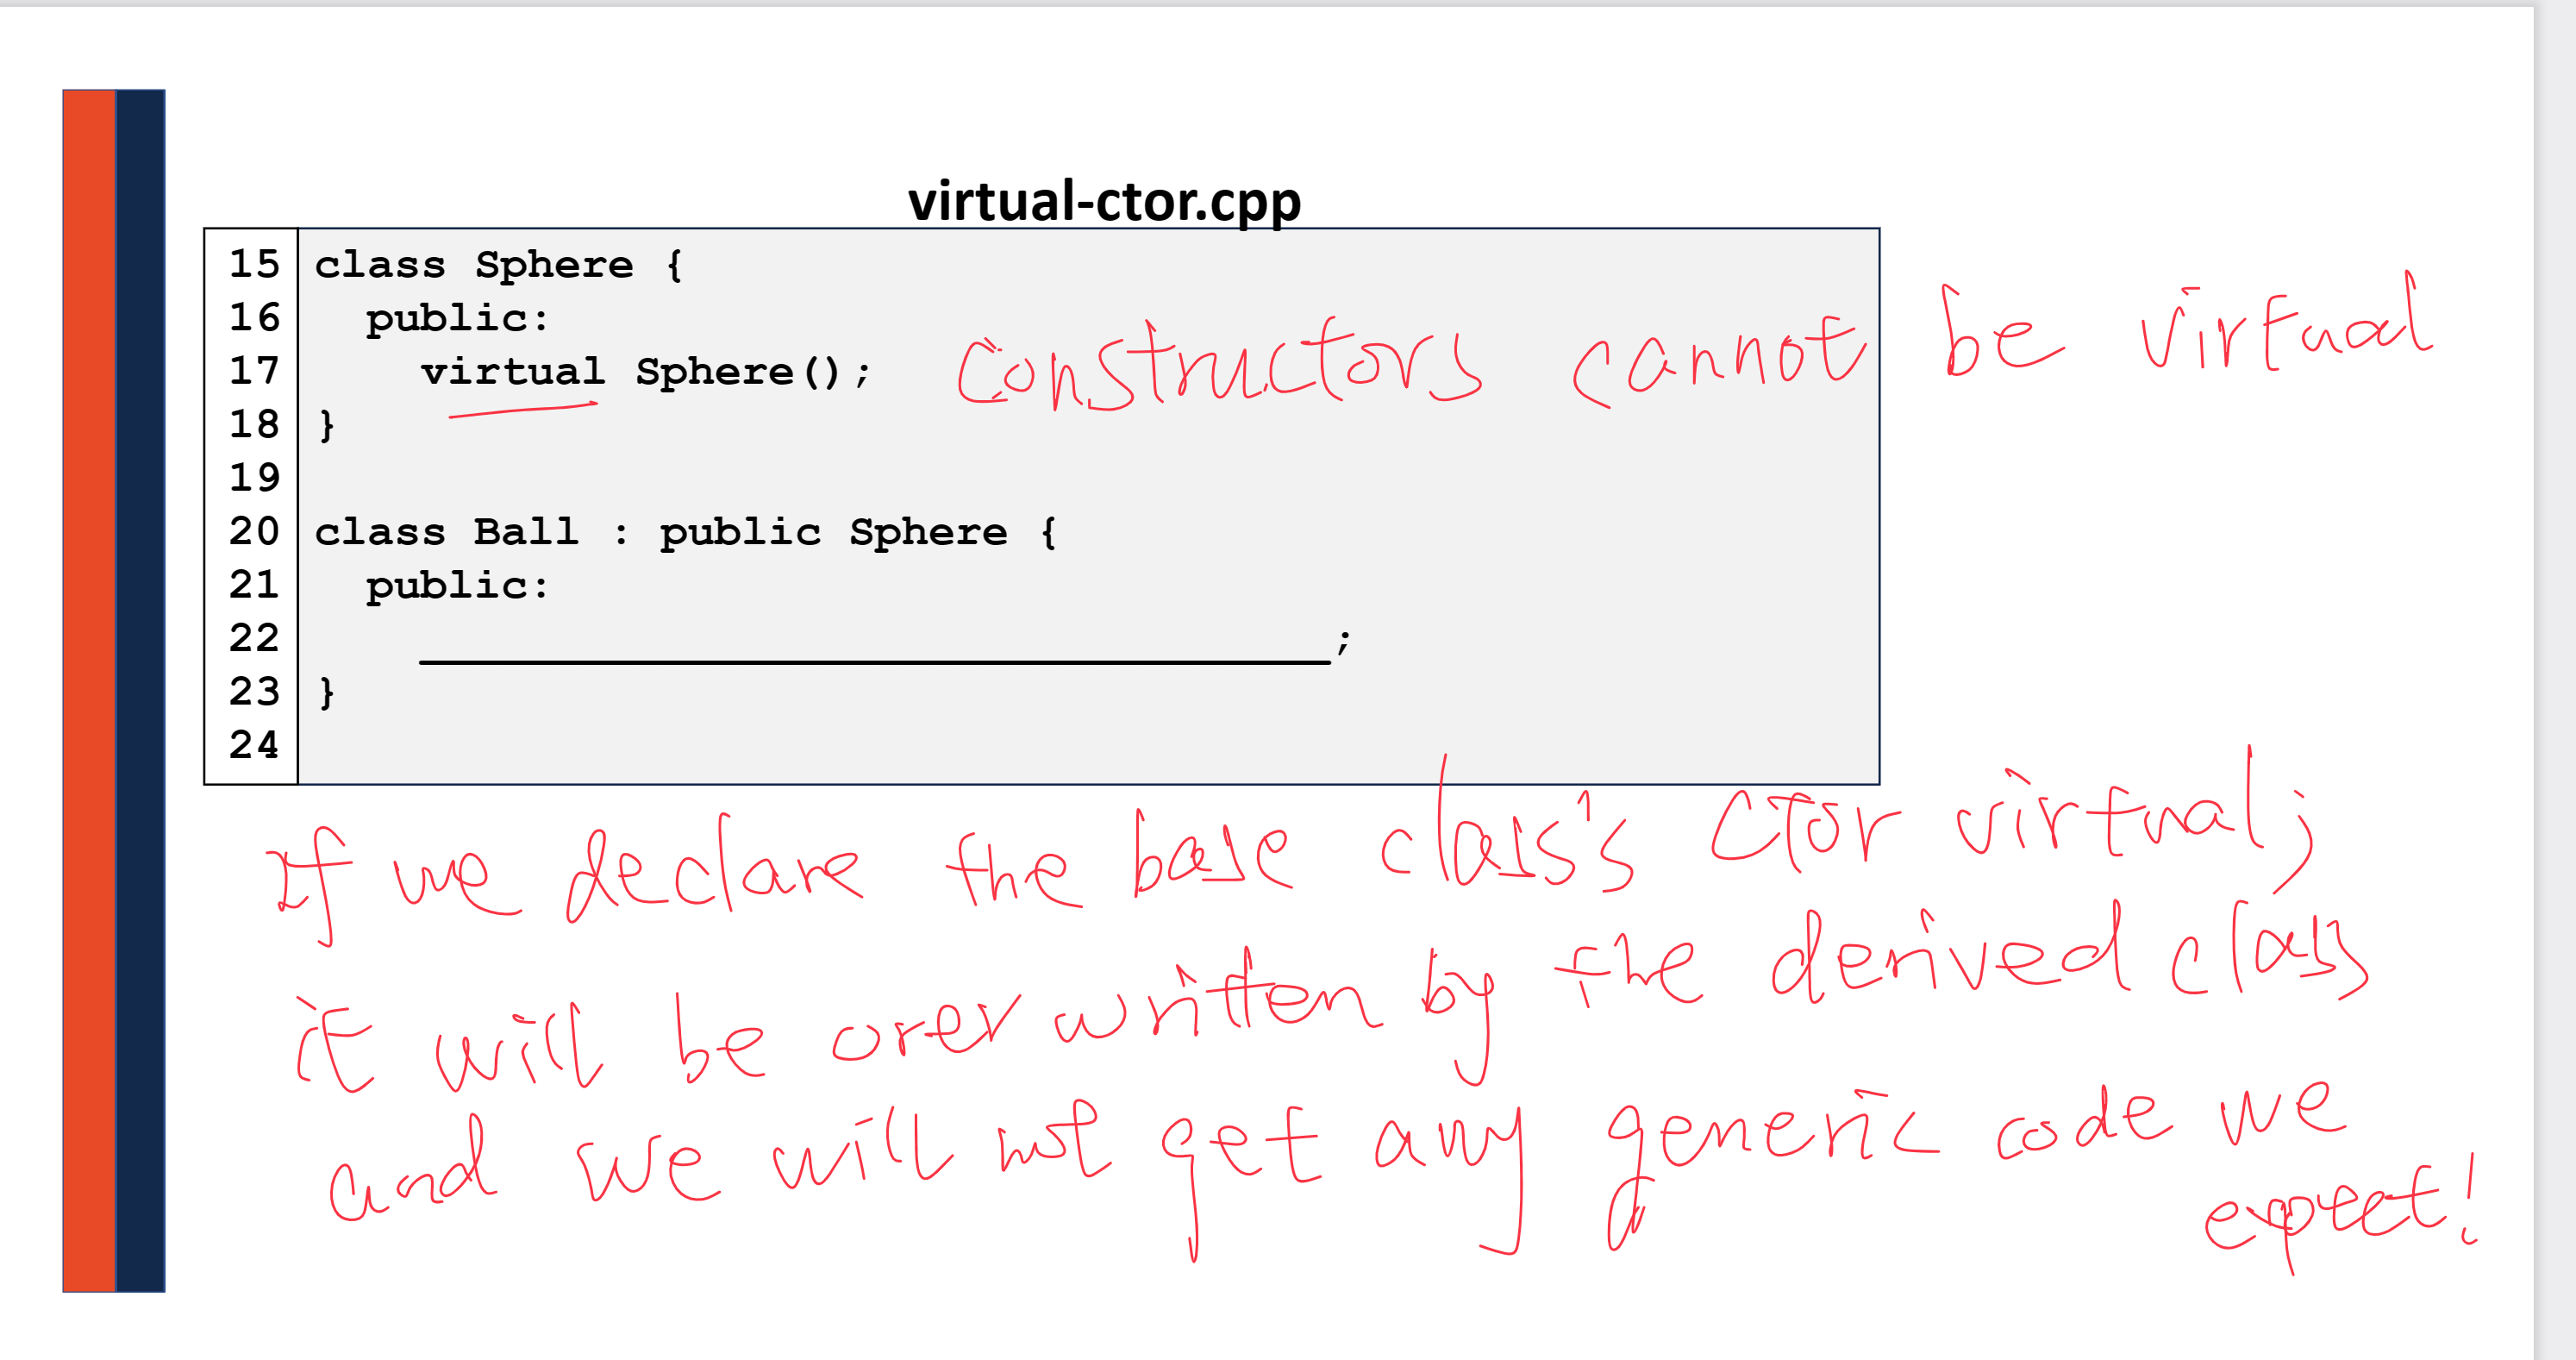 virtual-ctor.cpp
15 class Sphere {
16 public:
17 virtual Sphere(); Constructors cannot be virtual
18 }
19
20 class Ball : public Sphere {
21 public:
22 ;
23 }
24
If we declare the base class's CTor virtual;
it will be over written by the derived class
and we will not get any generic code we
expect!